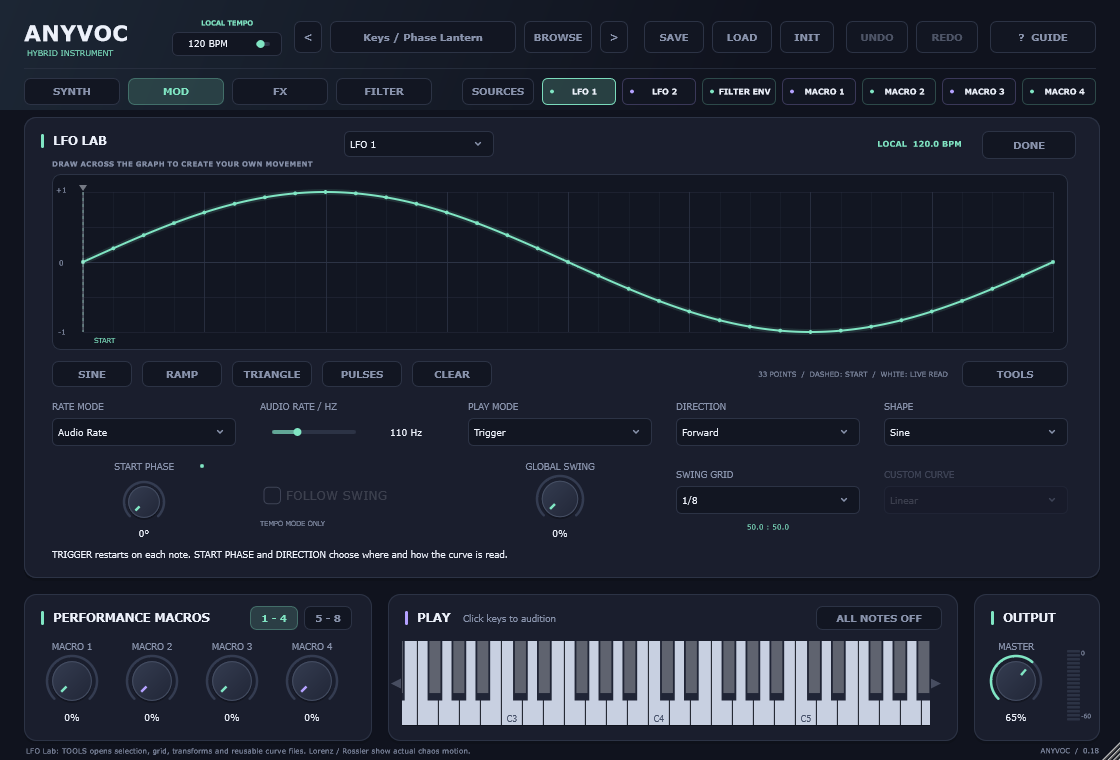 ANYVOC
HYBRID INSTRUMENT
LOCAL TEMPO
120 BPM
<
Keys / Phase Lantern
BROWSE
>
SAVE
LOAD
INIT
UNDO
REDO
? GUIDE
SYNTH
MOD
FX
FILTER
SOURCES
LFO 1
LFO 2
FILTER ENV
MACRO 1
MACRO 2
MACRO 3
MACRO 4
LFO LAB
LFO 1
LOCAL 120.0 BPM
DONE
DRAW ACROSS THE GRAPH TO CREATE YOUR OWN MOVEMENT
+1
0
-1
START
SINE
RAMP
TRIANGLE
PULSES
CLEAR
33 POINTS / DASHED: START / WHITE: LIVE READ
TOOLS
RATE MODE
AUDIO RATE / HZ
PLAY MODE
DIRECTION
SHAPE
Audio Rate
110 Hz
Trigger
Forward
Sine
START PHASE
GLOBAL SWING
SWING GRID
CUSTOM CURVE
FOLLOW SWING
1/8
Linear
TEMPO MODE ONLY
50.0 : 50.0
0°
0%
TRIGGER restarts on each note. START PHASE and DIRECTION choose where and how the curve is read.
PERFORMANCE MACROS
1 - 4
5 - 8
MACRO 1
MACRO 2
MACRO 3
MACRO 4
0%
0%
0%
0%
PLAY
Click keys to audition
ALL NOTES OFF
C3
C4
C5
OUTPUT
MASTER
0
-60
65%
LFO Lab: TOOLS opens selection, grid, transforms and reusable curve files. Lorenz / Rossler show actual chaos motion.
ANYVOC / 0.18